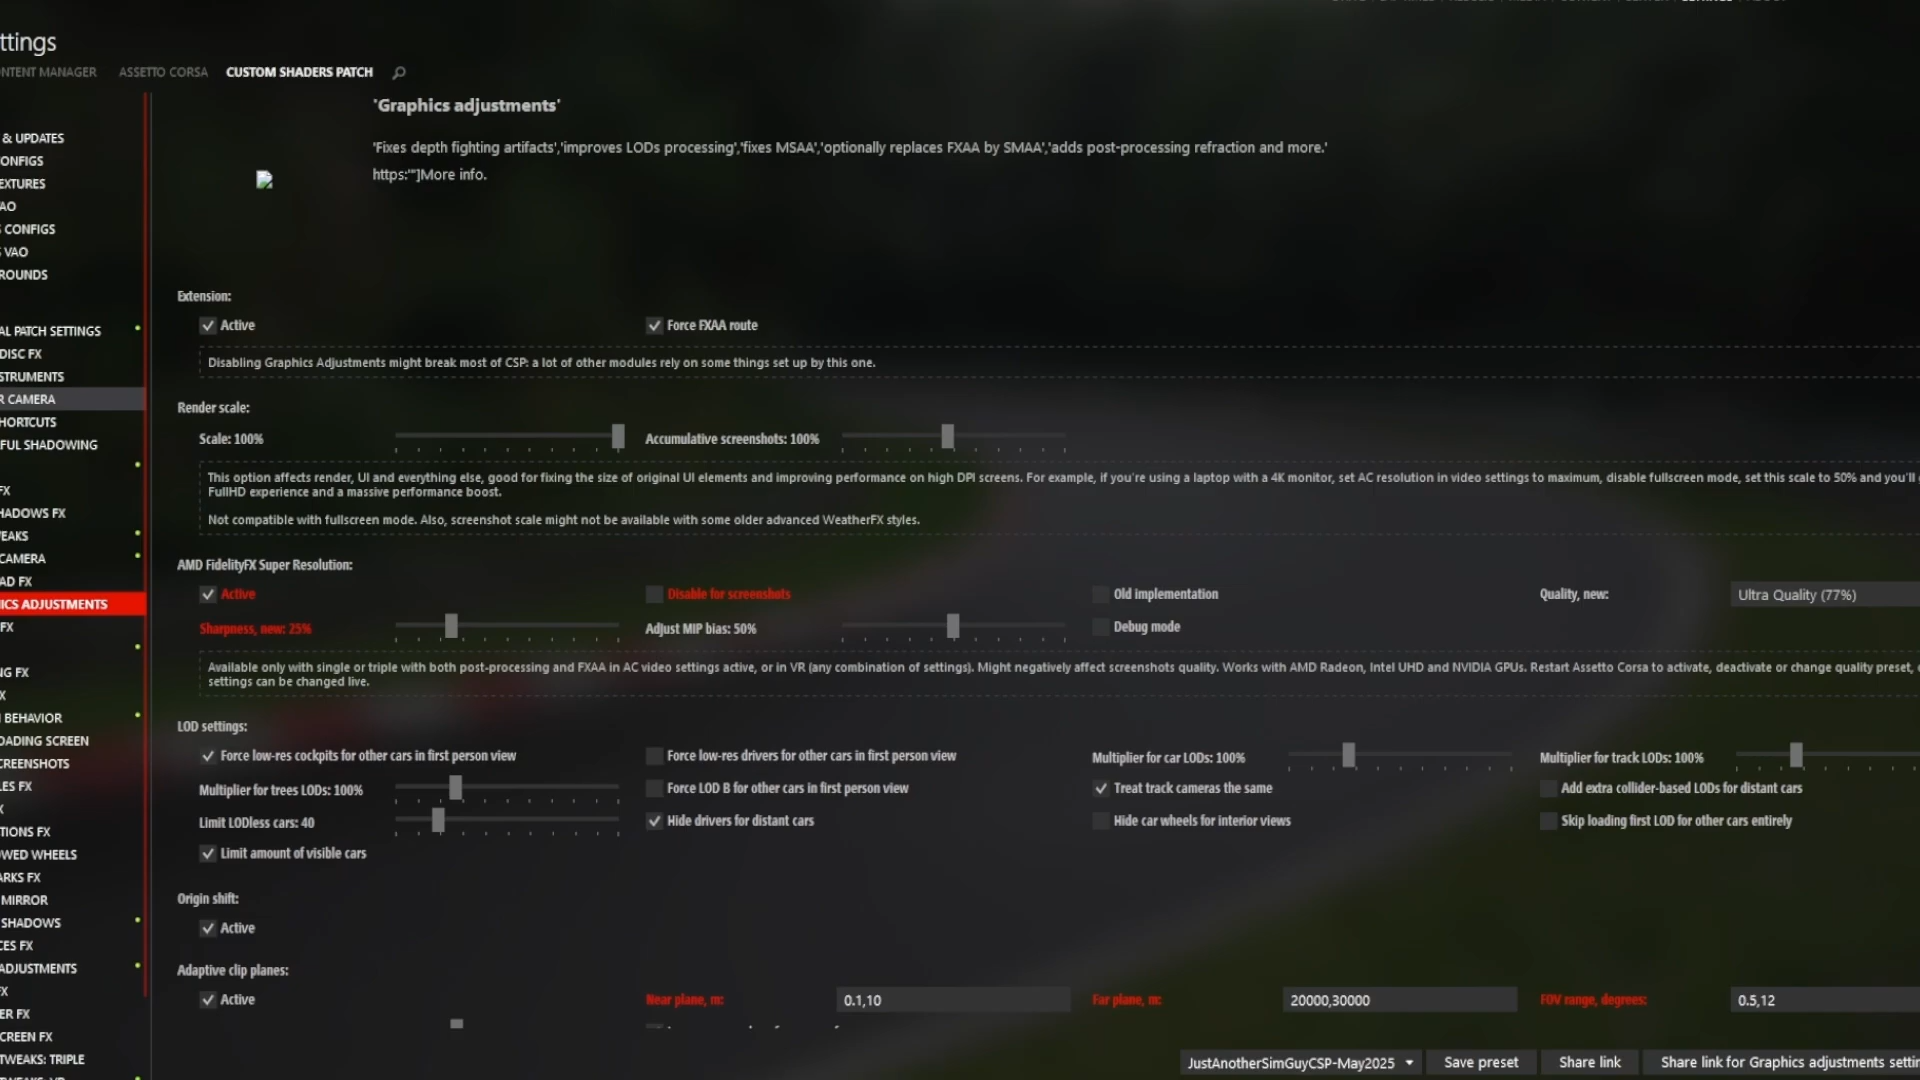 ttings
NTENT MANAGER ASSETTO CORSA CUSTOM SHADERS PATCH
'Graphics adjustments'
'Fixes depth fighting artifacts','improves LODs processing','fixes MSAA','optionally replaces FXAA by SMAA','adds post-processing refraction and more.'
https:'"]More info.
& UPDATES
ONFIGS
EXTURES
AO
S CONFIGS
S VAO
ROUNDS
AL PATCH SETTINGS
DISC FX
STRUMENTS
R CAMERA
HORTCUTS
FUL SHADOWING
FX
HADOWS FX
EAKS
CAMERA
AD FX
ICS ADJUSTMENTS
FX
NG FX
X
I BEHAVIOR
OADING SCREEN
CREENSHOTS
LES FX
X
TIONS FX
OWED WHEELS
ARKS FX
MIRROR
SHADOWS
CES FX
ADJUSTMENTS
FX
ER FX
CREEN FX
TWEAKS: TRIPLE
Extension:
Active Force FXAA route
Disabling Graphics Adjustments might break most of CSP: a lot of other modules rely on some things set up by this one.
Render scale:
Scale: 100% Accumulative screenshots: 100%
This option affects render, UI and everything else, good for fixing the size of original UI elements and improving performance on high DPI screens. For example, if you're using a laptop with a 4K monitor, set AC resolution in video settings to maximum, disable fullscreen mode, set this scale to 50% and you'll
FullHD experience and a massive performance boost.
Not compatible with fullscreen mode. Also, screenshot scale might not be available with some older advanced WeatherFX styles.
AMD FidelityFX Super Resolution:
Active Disable for screenshots Old implementation Quality, new: Ultra Quality (77%)
Sharpness, new: 25% Adjust MIP bias: 50% Debug mode
Available only with single or triple with both post-processing and FXAA in AC video settings active, or in VR (any combination of settings). Might negatively affect screenshots quality. Works with AMD Radeon, Intel UHD and NVIDIA GPUs. Restart Assetto Corsa to activate, deactivate or change quality preset,
settings can be changed live.
LOD settings:
Force low-res cockpits for other cars in first person view Force low-res drivers for other cars in first person view Multiplier for car LODs: 100% Multiplier for track LODs: 100%
Multiplier for trees LODs: 100% Force LOD B for other cars in first person view Treat track cameras the same Add extra collider-based LODs for distant cars
Limit LODless cars: 40 Hide drivers for distant cars Hide car wheels for interior views Skip loading first LOD for other cars entirely
Limit amount of visible cars
Origin shift:
Active
Adaptive clip planes:
Active Near plane, m: 0.1,10 Far plane, m: 20000,30000 FOV range, degrees: 0.5,12
JustAnotherSimGuyCSP-May2025 Save preset Share link Share link for Graphics adjustments settin